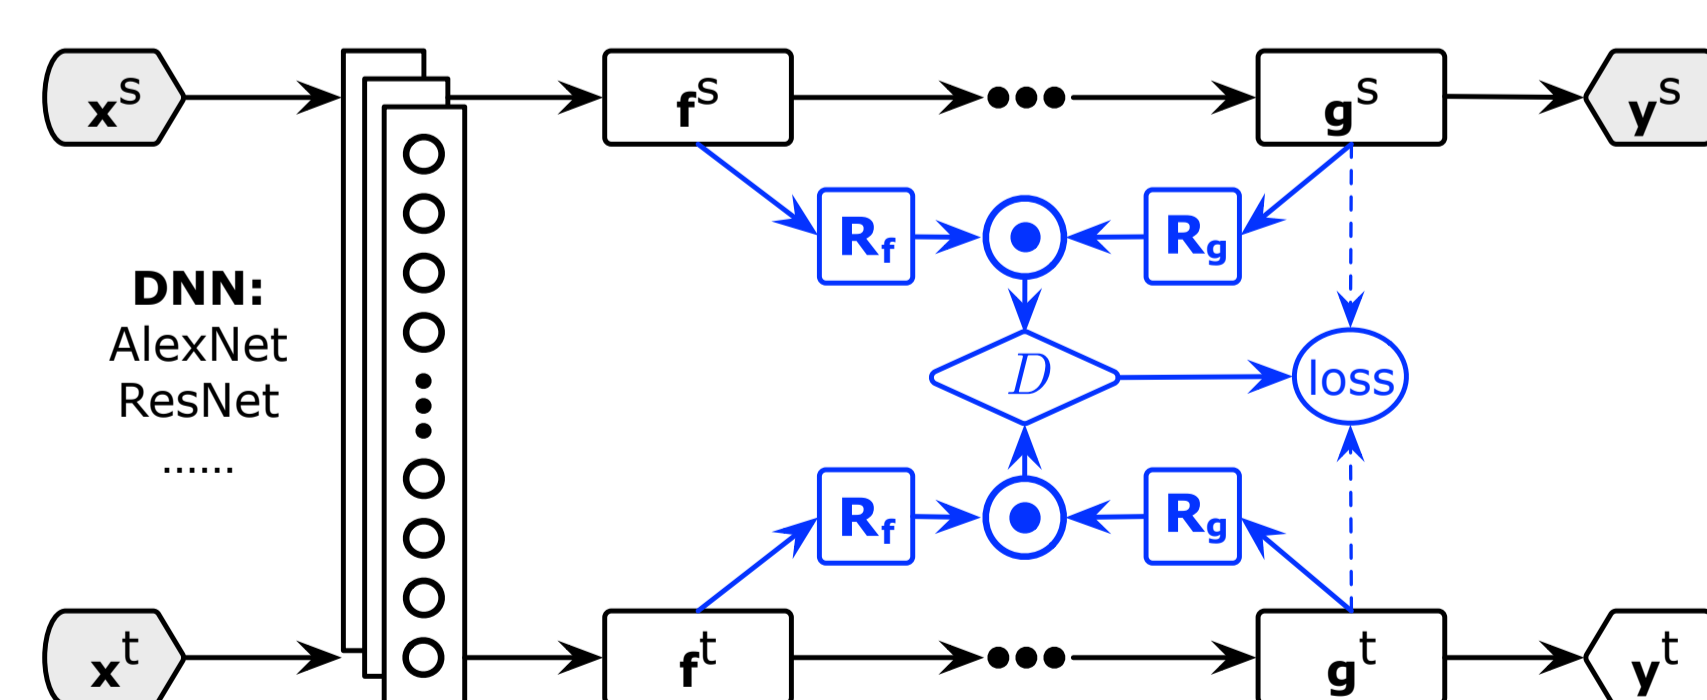 x^s
f^s
g^s
y^s
R_f
R_g
DNN:
AlexNet
ResNet
......
D
loss
R_f
R_g
x^t
f^t
g^t
y^t